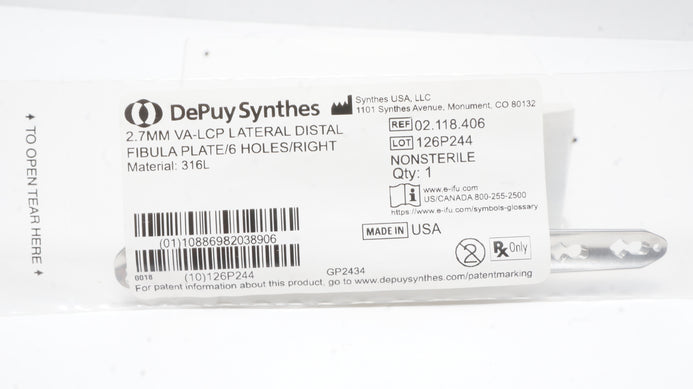 DePuy Synthes
Synthes USA, LLC
1101 Synthes Avenue, Monument, CO 80132
2.7MM VA-LCP LATERAL DISTAL
FIBULA PLATE/6 HOLES/RIGHT
Material: 316L
REF 02.118.406
LOT 126P244
NONSTERILE
Qty: 1
www.e-ifu.com
US/CANADA 800-255-2500
https://www.e-ifu.com/symbols-glossary
MADE IN USA
2
Rx Only
(01)10886982038906
0018
(10)126P244
GP2434
For patent information about this product, go to www.depuysynthes.com/patentmarking
TO OPEN TEAR HERE